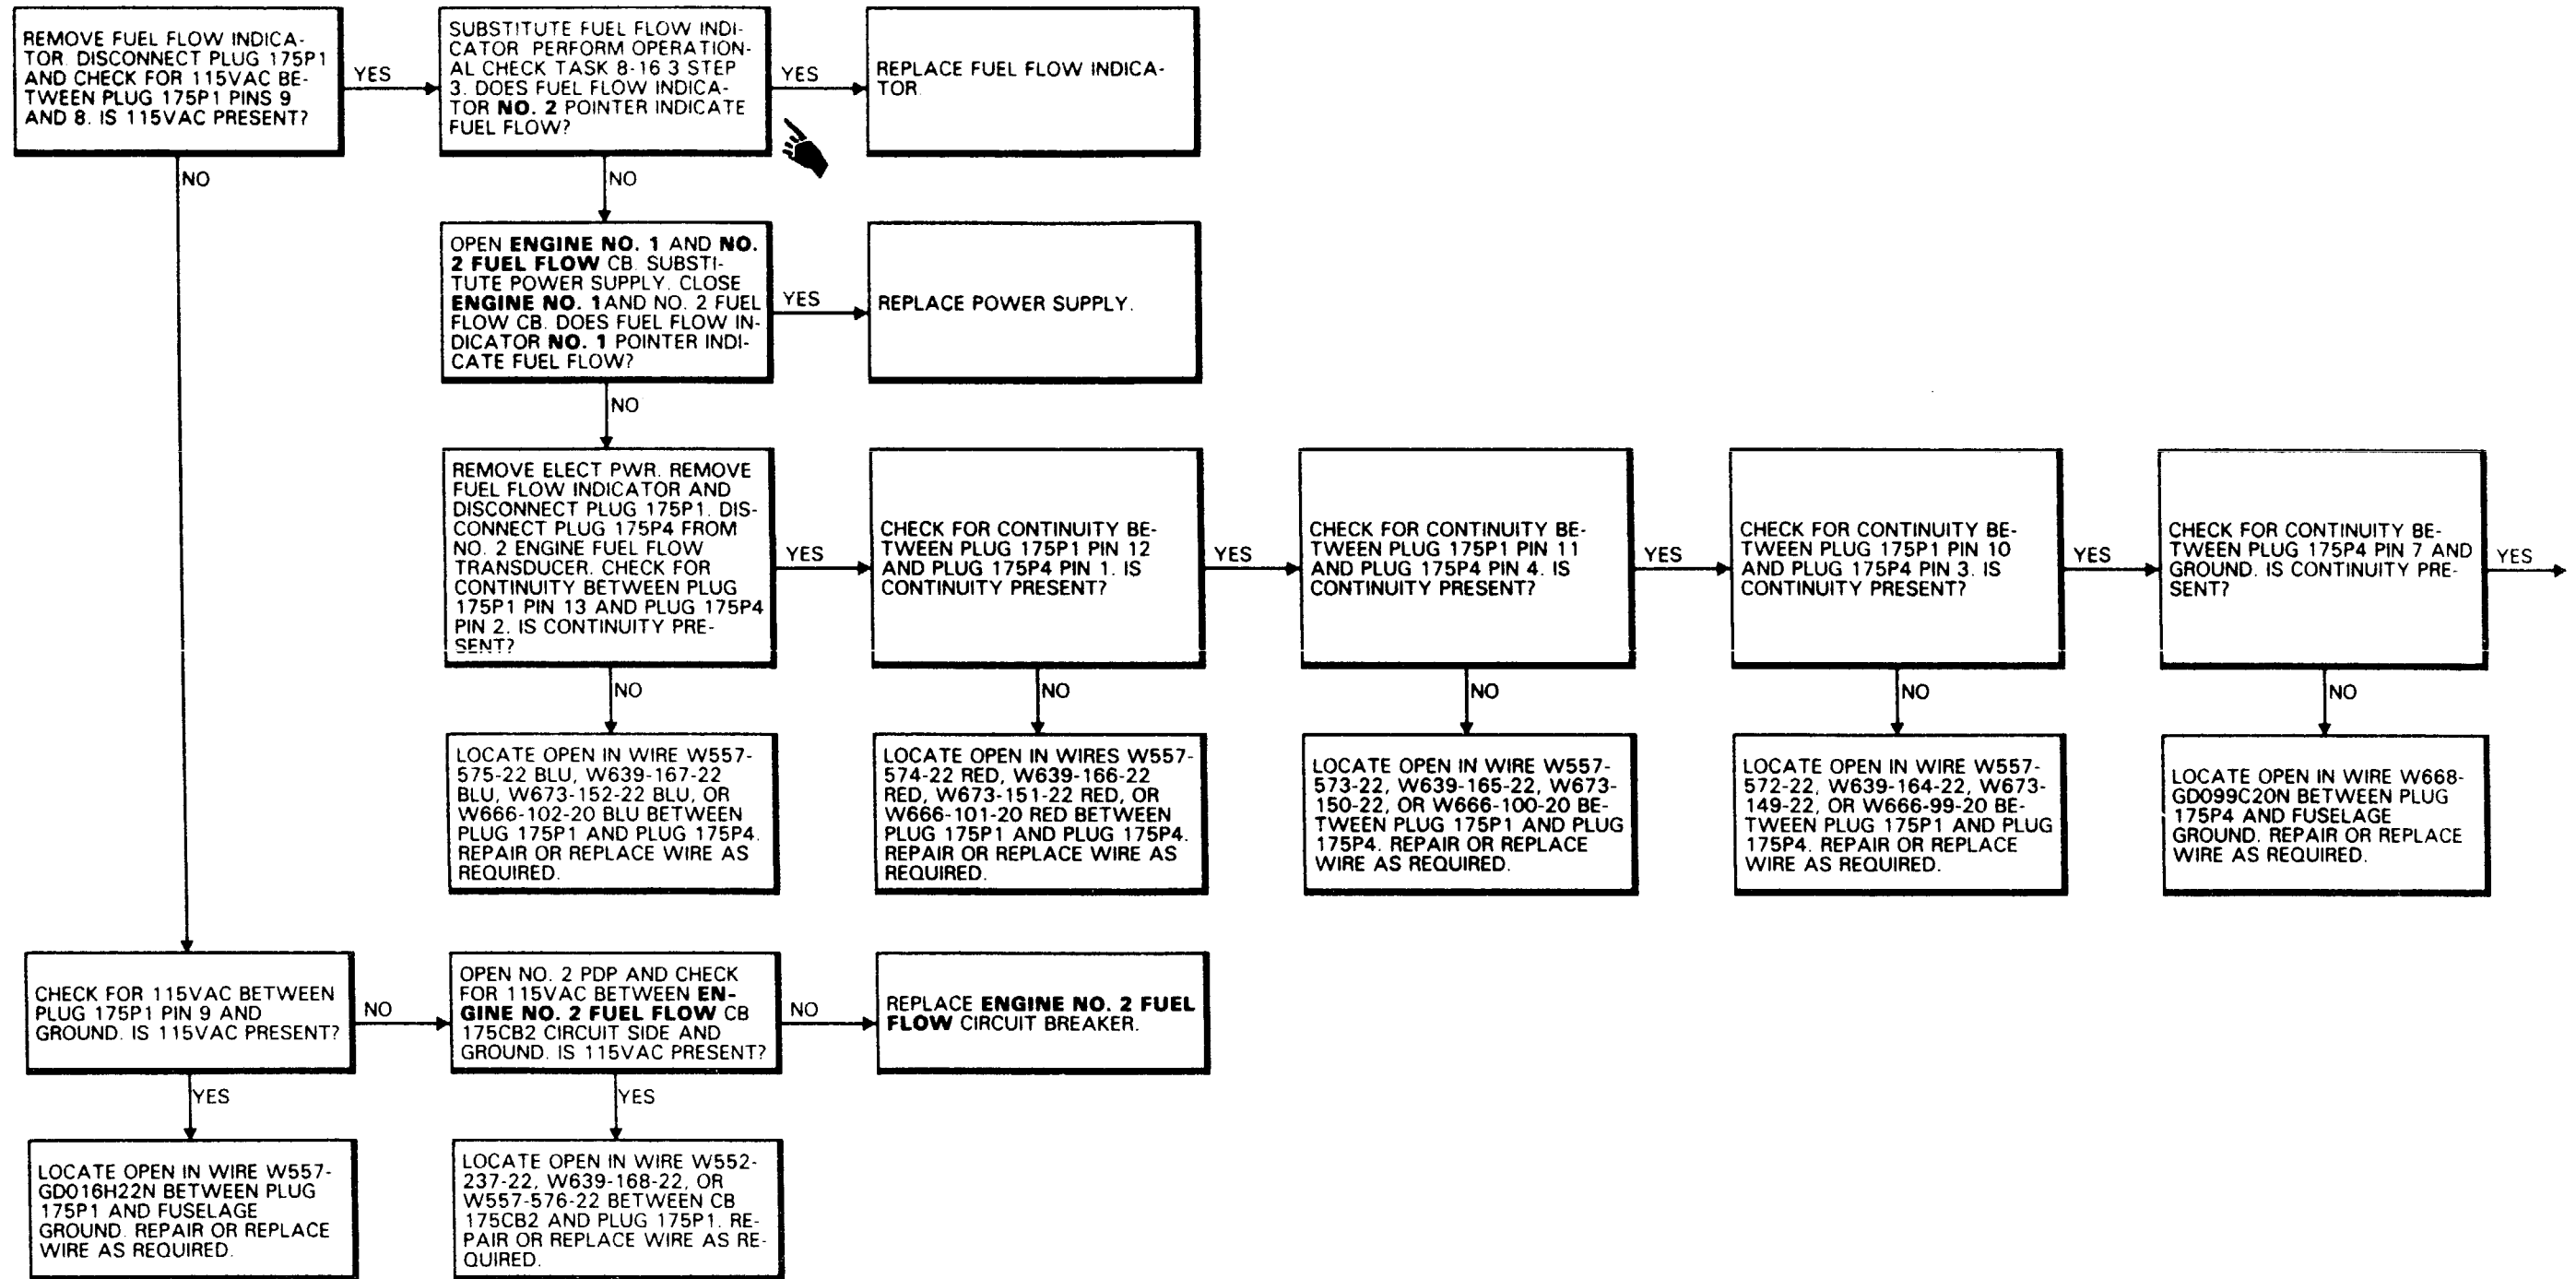 REMOVE FUEL FLOW INDICA-
TOR. DISCONNECT PLUG 175P1
AND CHECK FOR 115VAC BE-
TWEEN PLUG 175P1 PINS 9
AND 8. IS 115VAC PRESENT?
YES
SUBSTITUTE FUEL FLOW INDI-
CATOR PERFORM OPERATION-
AL CHECK TASK 8-16 3 STEP
3. DOES FUEL FLOW INDICA-
TOR NO. 2 POINTER INDICATE
FUEL FLOW?
YES
REPLACE FUEL FLOW INDICA-
TOR.
NO
NO
OPEN ENGINE NO. 1 AND NO.
2 FUEL FLOW CB. SUBSTI-
TUTE POWER SUPPLY. CLOSE
ENGINE NO. 1AND NO. 2 FUEL
FLOW CB. DOES FUEL FLOW IN-
DICATOR NO. 1 POINTER INDI-
CATE FUEL FLOW?
YES
REPLACE POWER SUPPLY.
NO
REMOVE ELECT PWR. REMOVE
FUEL FLOW INDICATOR AND
DISCONNECT PLUG 175P1. DIS-
CONNECT PLUG 175P4 FROM
NO. 2 ENGINE FUEL FLOW
TRANSDUCER. CHECK FOR
CONTINUITY BETWEEN PLUG
175P1 PIN 13 AND PLUG 175P4
PIN 2. IS CONTINUITY PRE-
SENT?
YES
CHECK FOR CONTINUITY BE-
TWEEN PLUG 175P1 PIN 12
AND PLUG 175P4 PIN 1. IS
CONTINUITY PRESENT?
YES
CHECK FOR CONTINUITY BE-
TWEEN PLUG 175P1 PIN 11
AND PLUG 175P4 PIN 4. IS
CONTINUITY PRESENT?
YES
CHECK FOR CONTINUITY BE-
TWEEN PLUG 175P1 PIN 10
AND PLUG 175P4 PIN 3. IS
CONTINUITY PRESENT?
YES
CHECK FOR CONTINUITY BE-
TWEEN PLUG 175P4 PIN 7 AND
GROUND. IS CONTINUITY PRE-
SENT?
YES
NO
NO
NO
NO
NO
LOCATE OPEN IN WIRE W557-
575-22 BLU, W639-167-22
BLU, W673-152-22 BLU, OR
W666-102-20 BLU BETWEEN
PLUG 175P1 AND PLUG 175P4.
REPAIR OR REPLACE WIRE AS
REQUIRED.
LOCATE OPEN IN WIRES W557-
574-22 RED, W639-166-22
RED, W673-151-22 RED, OR
W666-101-20 RED BETWEEN
PLUG 175P1 AND PLUG 175P4.
REPAIR OR REPLACE WIRE AS
REQUIRED.
LOCATE OPEN IN WIRE W557-
573-22, W639-165-22, W673-
150-22, OR W666-100-20 BE-
TWEEN PLUG 175P1 AND PLUG
175P4. REPAIR OR REPLACE
WIRE AS REQUIRED.
LOCATE OPEN IN WIRE W557-
572-22, W639-164-22, W673-
149-22, OR W666-99-20 BE-
TWEEN PLUG 175P1 AND PLUG
175P4. REPAIR OR REPLACE
WIRE AS REQUIRED.
LOCATE OPEN IN WIRE W668-
GD099C20N BETWEEN PLUG
175P4 AND FUSELAGE
GROUND. REPAIR OR REPLACE
WIRE AS REQUIRED.
CHECK FOR 115VAC BETWEEN
PLUG 175P1 PIN 9 AND
GROUND. IS 115VAC PRESENT?
NO
OPEN NO. 2 PDP AND CHECK
FOR 115VAC BETWEEN EN-
GINE NO. 2 FUEL FLOW CB
175CB2 CIRCUIT SIDE AND
GROUND. IS 115VAC PRESENT?
NO
REPLACE ENGINE NO. 2 FUEL
FLOW CIRCUIT BREAKER.
YES
YES
LOCATE OPEN IN WIRE W557-
GD016H22N BETWEEN PLUG
175P1 AND FUSELAGE
GROUND. REPAIR OR REPLACE
WIRE AS REQUIRED.
LOCATE OPEN IN WIRE W552-
237-22, W639-168-22, OR
W557-576-22 BETWEEN CB
175CB2 AND PLUG 175P1. RE-
PAIR OR REPLACE WIRE AS RE-
QUIRED.